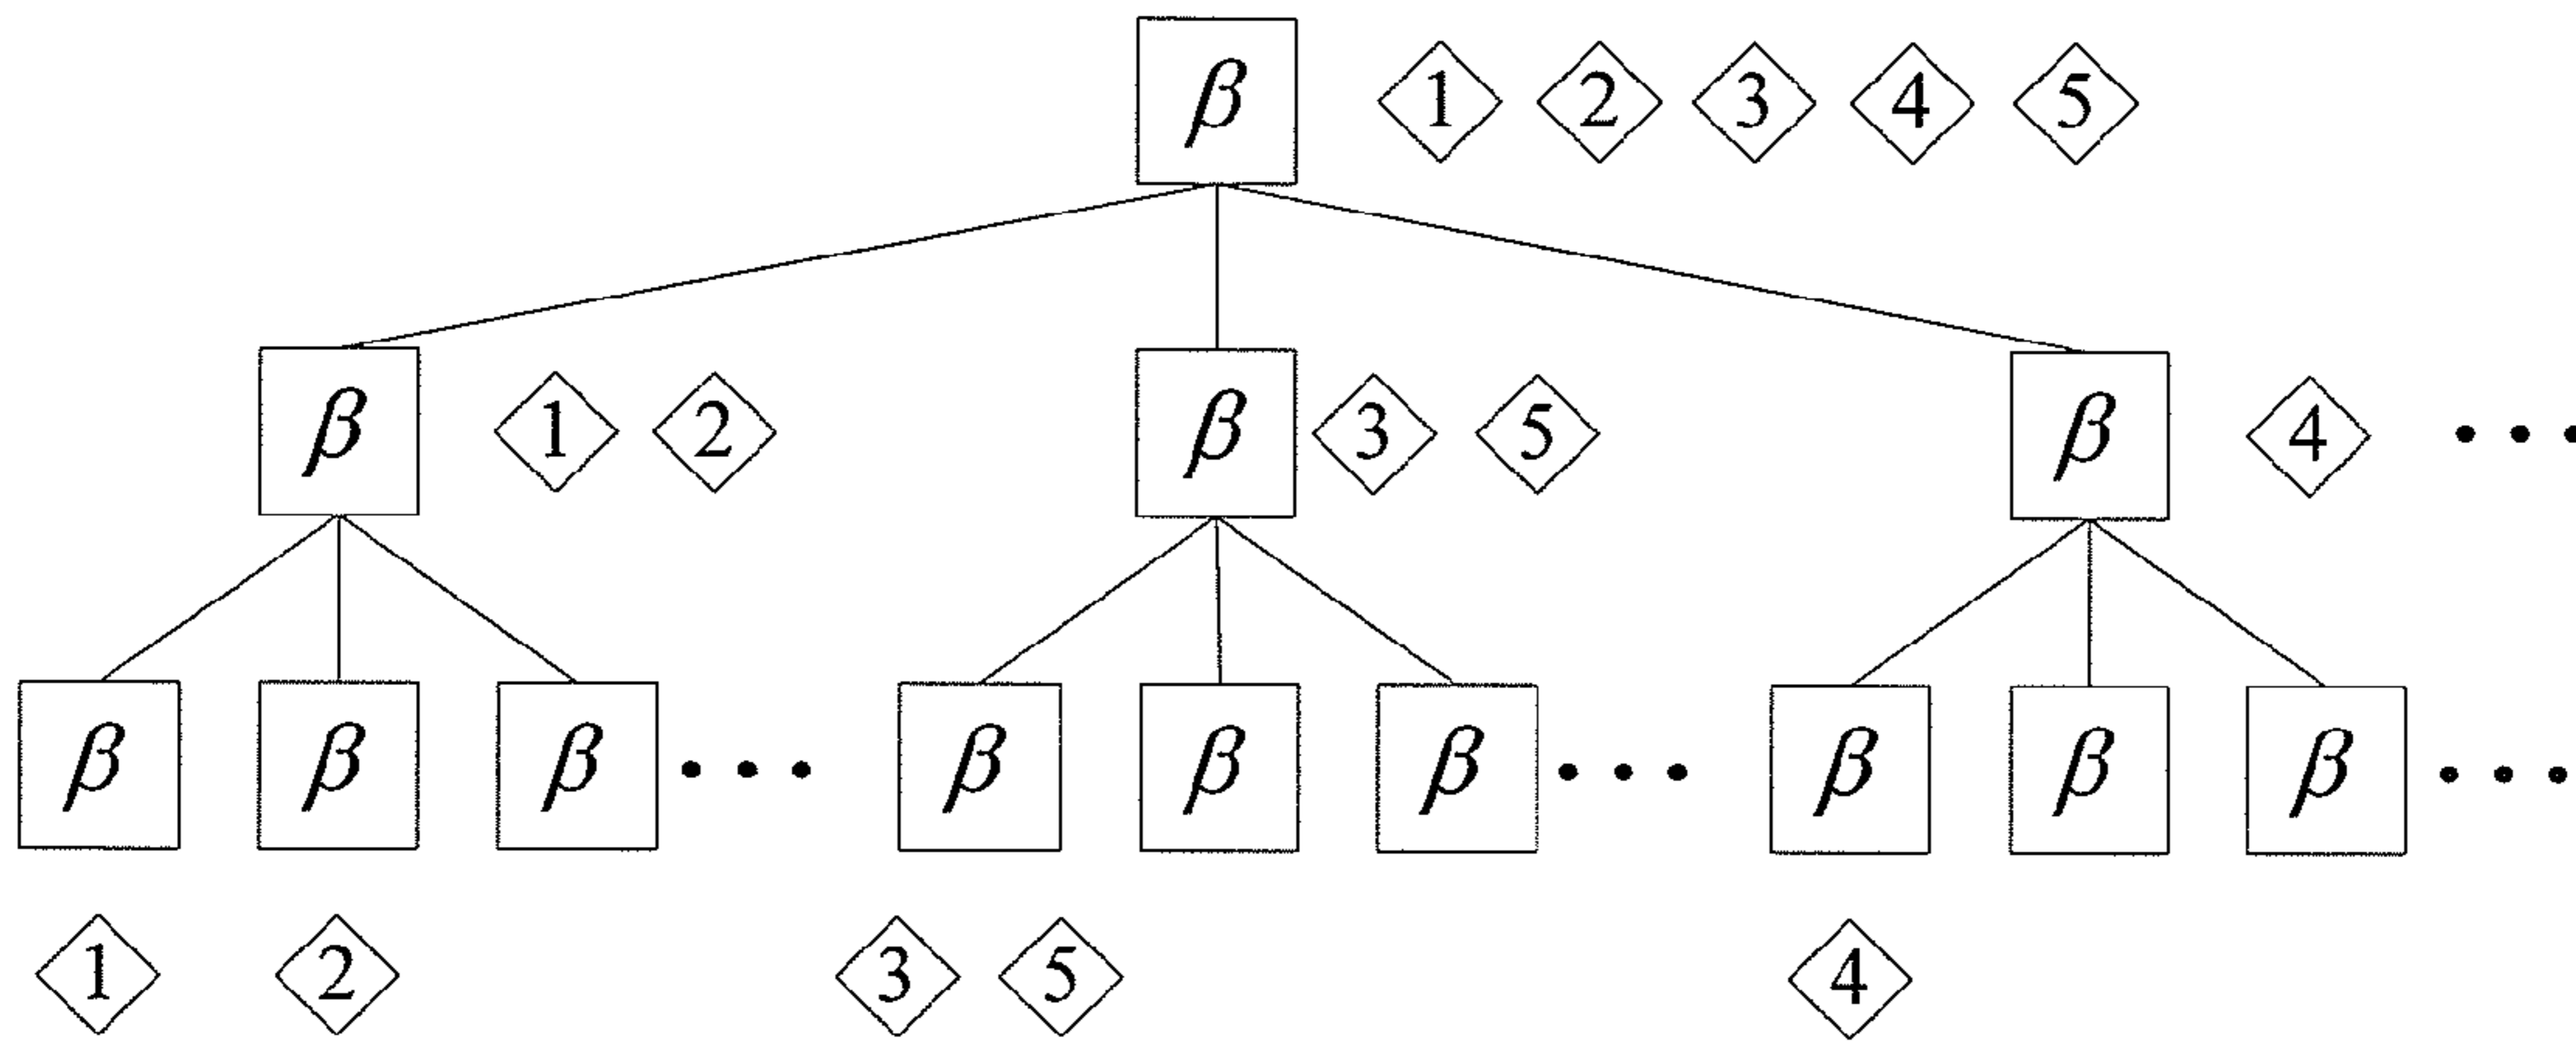 β 1 2 3 4 5
β 1 2 β 3 5 β 4 • • •
β β β • • • β β β • • • β β β • • •
1 2 3 5 4